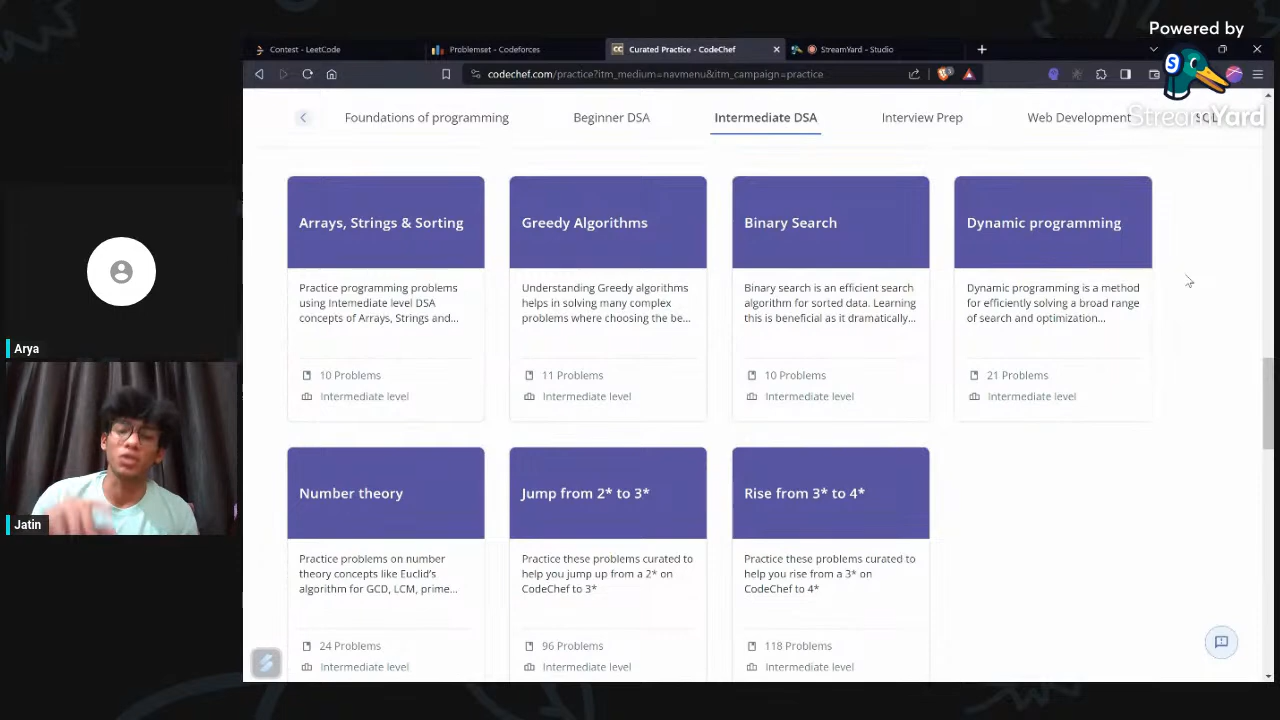 Powered by
StreamYard
Contest - LeetCode
Problemset - Codeforces
CC Curated Practice - CodeChef
StreamYard - Studio
codechef.com/practice?itm_medium=navmenu&itm_campaign=practice
Foundations of programming
Beginner DSA
Intermediate DSA
Interview Prep
Web Development
SQL
Arrays, Strings & Sorting
Practice programming problems
using Intemediate level DSA
concepts of Arrays, Strings and...
10 Problems
Intermediate level
Greedy Algorithms
Understanding Greedy algorithms
helps in solving many complex
problems where choosing the be...
11 Problems
Intermediate level
Binary Search
Binary search is an efficient search
algorithm for sorted data. Learning
this is beneficial as it dramatically...
10 Problems
Intermediate level
Dynamic programming
Dynamic programming is a method
for efficiently solving a broad range
of search and optimization...
21 Problems
Intermediate level
Number theory
Practice problems on number
theory concepts like Euclid's
algorithm for GCD, LCM, prime...
24 Problems
Intermediate level
Jump from 2* to 3*
Practice these problems curated to
help you jump up from a 2* on
CodeChef to 3*
96 Problems
Intermediate level
Rise from 3* to 4*
Practice these problems curated to
help you rise from a 3* on
CodeChef to 4*
118 Problems
Intermediate level
Arya
Jatin